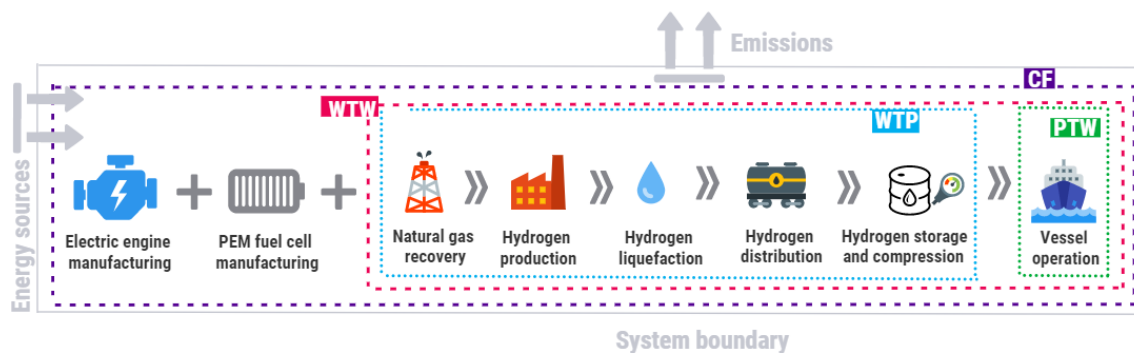 Emissions
CF
WTW
WTP
PTW
Energy sources
Electric engine
manufacturing
PEM fuel cell
manufacturing
Natural gas
recovery
Hydrogen
production
Hydrogen
liquefaction
Hydrogen
distribution
Hydrogen storage
and compression
Vessel
operation
System boundary